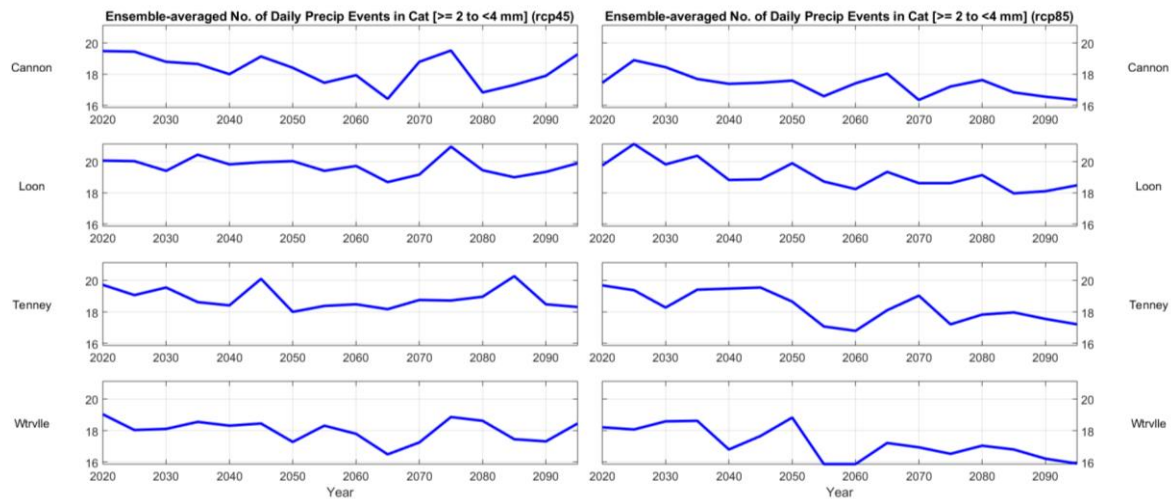 Ensemble-averaged No. of Daily Precip Events in Cat [>= 2 to <4 mm] (rcp45)
Ensemble-averaged No. of Daily Precip Events in Cat [>= 2 to <4 mm] (rcp85)
20
18
16
Cannon
2020 2030 2040 2050 2060 2070 2080 2090
2020 2030 2040 2050 2060 2070 2080 2090
20
18
16
Cannon
20
18
16
Loon
2020 2030 2040 2050 2060 2070 2080 2090
2020 2030 2040 2050 2060 2070 2080 2090
20
18
16
Loon
20
18
16
Tenney
2020 2030 2040 2050 2060 2070 2080 2090
2020 2030 2040 2050 2060 2070 2080 2090
20
18
16
Tenney
20
18
16
Wtrvlle
2020 2030 2040 2050 2060 2070 2080 2090
Year
2020 2030 2040 2050 2060 2070 2080 2090
Year
20
18
16
Wtrvlle